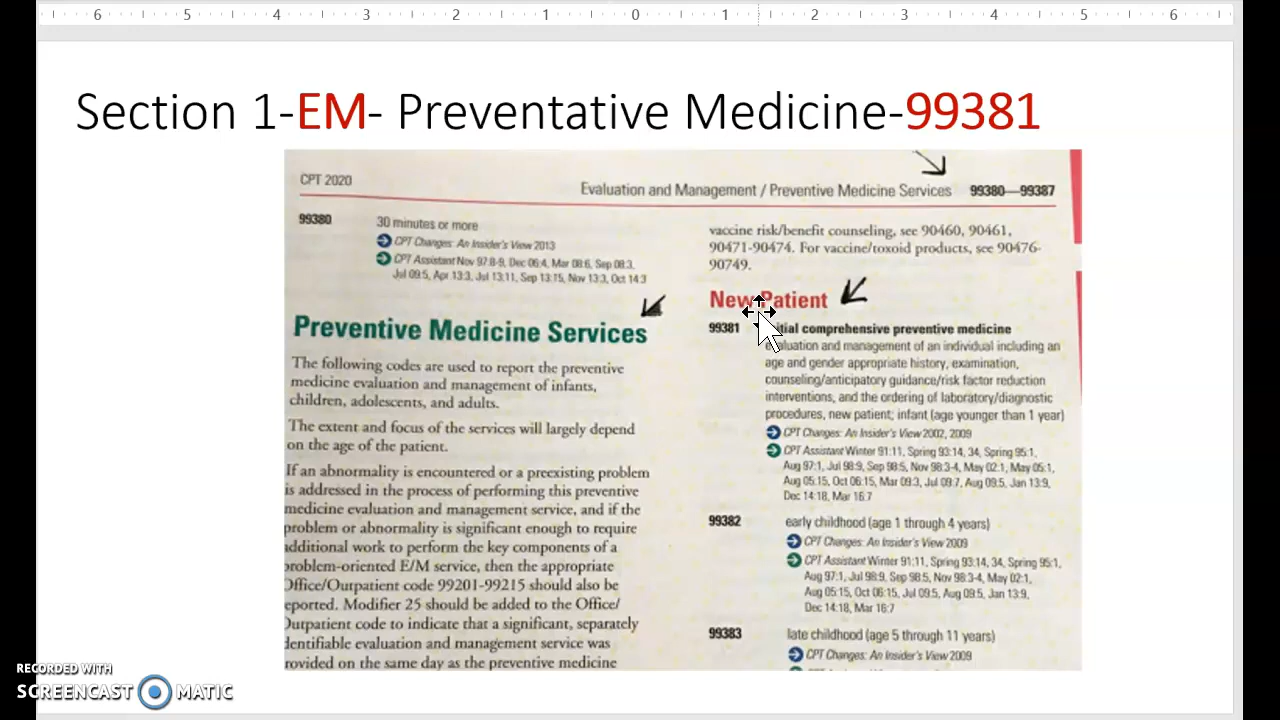 6 5 4 3 2 1 0 1 2 3 4 5 6
Section 1-EM- Preventative Medicine-99381
CPT 2020
Evaluation and Management / Preventive Medicine Services 99380—99387
99380 30 minutes or more
CPT Changes: An Insider's View 2013
CPT Assistant Nov 97:8-9, Dec 06:4, Mar 08:6, Sep 08:3,
Jul 09:5, Apr 13:3, Jul 13:11, Sep 13:15, Nov 13:3, Oct 14:3
Preventive Medicine Services
The following codes are used to report the preventive
medicine evaluation and management of infants,
children, adolescents, and adults.
The extent and focus of the services will largely depend
on the age of the patient.
If an abnormality is encountered or a preexisting problem
is addressed in the process of performing this preventive
medicine evaluation and management service, and if the
problem or abnormality is significant enough to require
additional work to perform the key components of a
problem-oriented E/M service, then the appropriate
Office/Outpatient code 99201-99215 should also be
eported. Modifier 25 should be added to the Office/
Outpatient code to indicate that a significant, separately
dentifiable evaluation and management service was
rovided on the same day as the preventive medicine
vaccine risk/benefit counseling, see 90460, 90461,
90471-90474. For vaccine/toxoid products, see 90476-
90749.
New Patient
99381 itial comprehensive preventive medicine
evaluation and management of an individual including an
age and gender appropriate history, examination,
counseling/anticipatory guidance/risk factor reduction
interventions, and the ordering of laboratory/diagnostic
procedures, new patient; infant (age younger than 1 year)
CPT Changes: An Insider's View 2002, 2009
CPT Assistant Winter 91:11, Spring 93:14, 34, Spring 95:1,
Aug 97:1, Jul 98:9, Sep 98:5, Nov 98:3-4, May 02:1, May 05:1,
Aug 05:15, Oct 06:15, Mar 09:3, Jul 09:7, Aug 09:5, Jan 13:9,
Dec 14:18, Mar 16:7
99382 early childhood (age 1 through 4 years)
CPT Changes: An Insider's View 2009
CPT Assistant Winter 91:11, Spring 93:14, 34, Spring 95:1,
Aug 97:1, Jul 98:9, Sep 98:5, Nov 98:3-4, May 02:1,
Aug 05:15, Oct 06:15, Jul 09:5, Aug 09:5, Jan 13:9,
Dec 14:18, Mar 16:7
99383 late childhood (age 5 through 11 years)
CPT Changes: An Insider's View 2009
RECORDED WITH
SCREENCAST MATIC